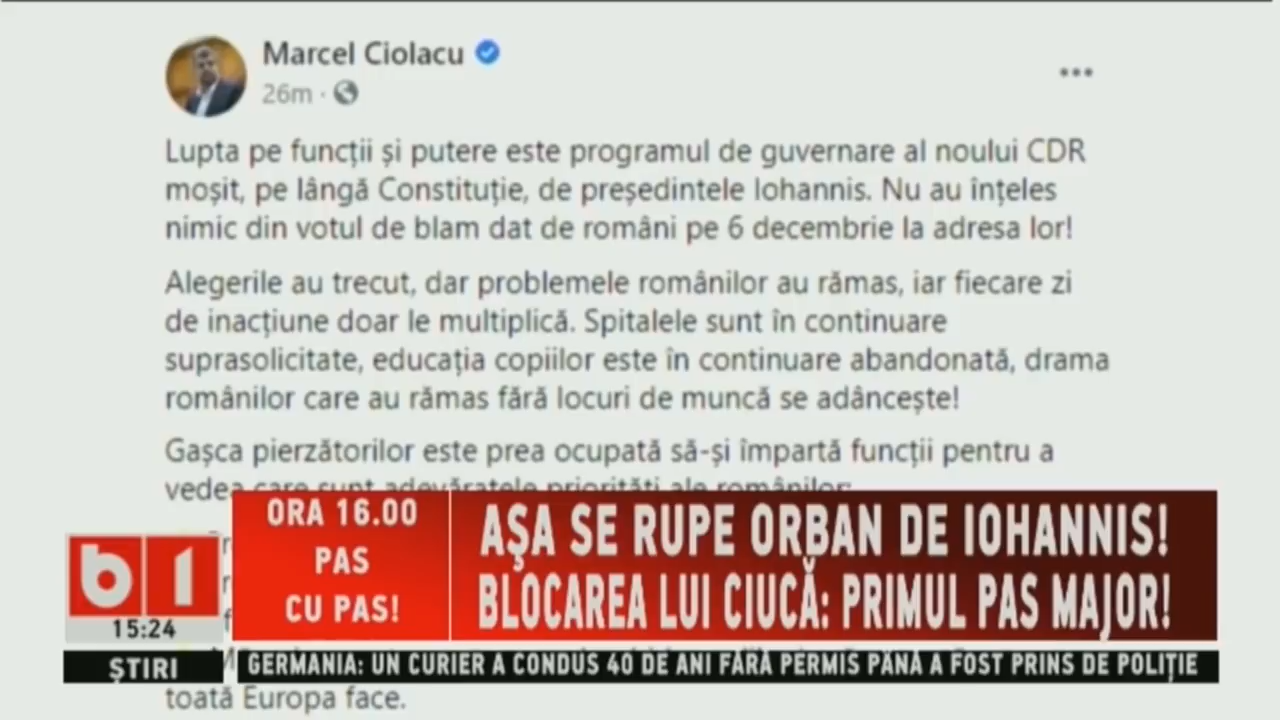 Marcel Ciolacu
26m ·
Lupta pe funcții și putere este programul de guvernare al noului CDR
moșit, pe lângă Constituție, de președintele Iohannis. Nu au înțeles
nimic din votul de blam dat de români pe 6 decembrie la adresa lor!
Alegerile au trecut, dar problemele românilor au rămas, iar fiecare zi
de inacțiune doar le multiplică. Spitalele sunt în continuare
suprasolicitate, educația copiilor este în continuare abandonată, drama
românilor care au rămas fără locuri de muncă se adâncește!
Gașca pierzătorilor este prea ocupată să-și împartă funcții pentru a
vedea care sunt adevăratele priorități ale românilor:
ORA 16.00
PAS
CU PAS!
AŞA SE RUPE ORBAN DE IOHANNIS!
BLOCAREA LUI CIUCĂ: PRIMUL PAS MAJOR!
b1
15:24
ŞTIRI
GERMANIA: UN CURIER A CONDUS 40 DE ANI FĂRĂ PERMIS PĂNĂ A FOST PRINS DE POLIŢIE
toată Europa face.